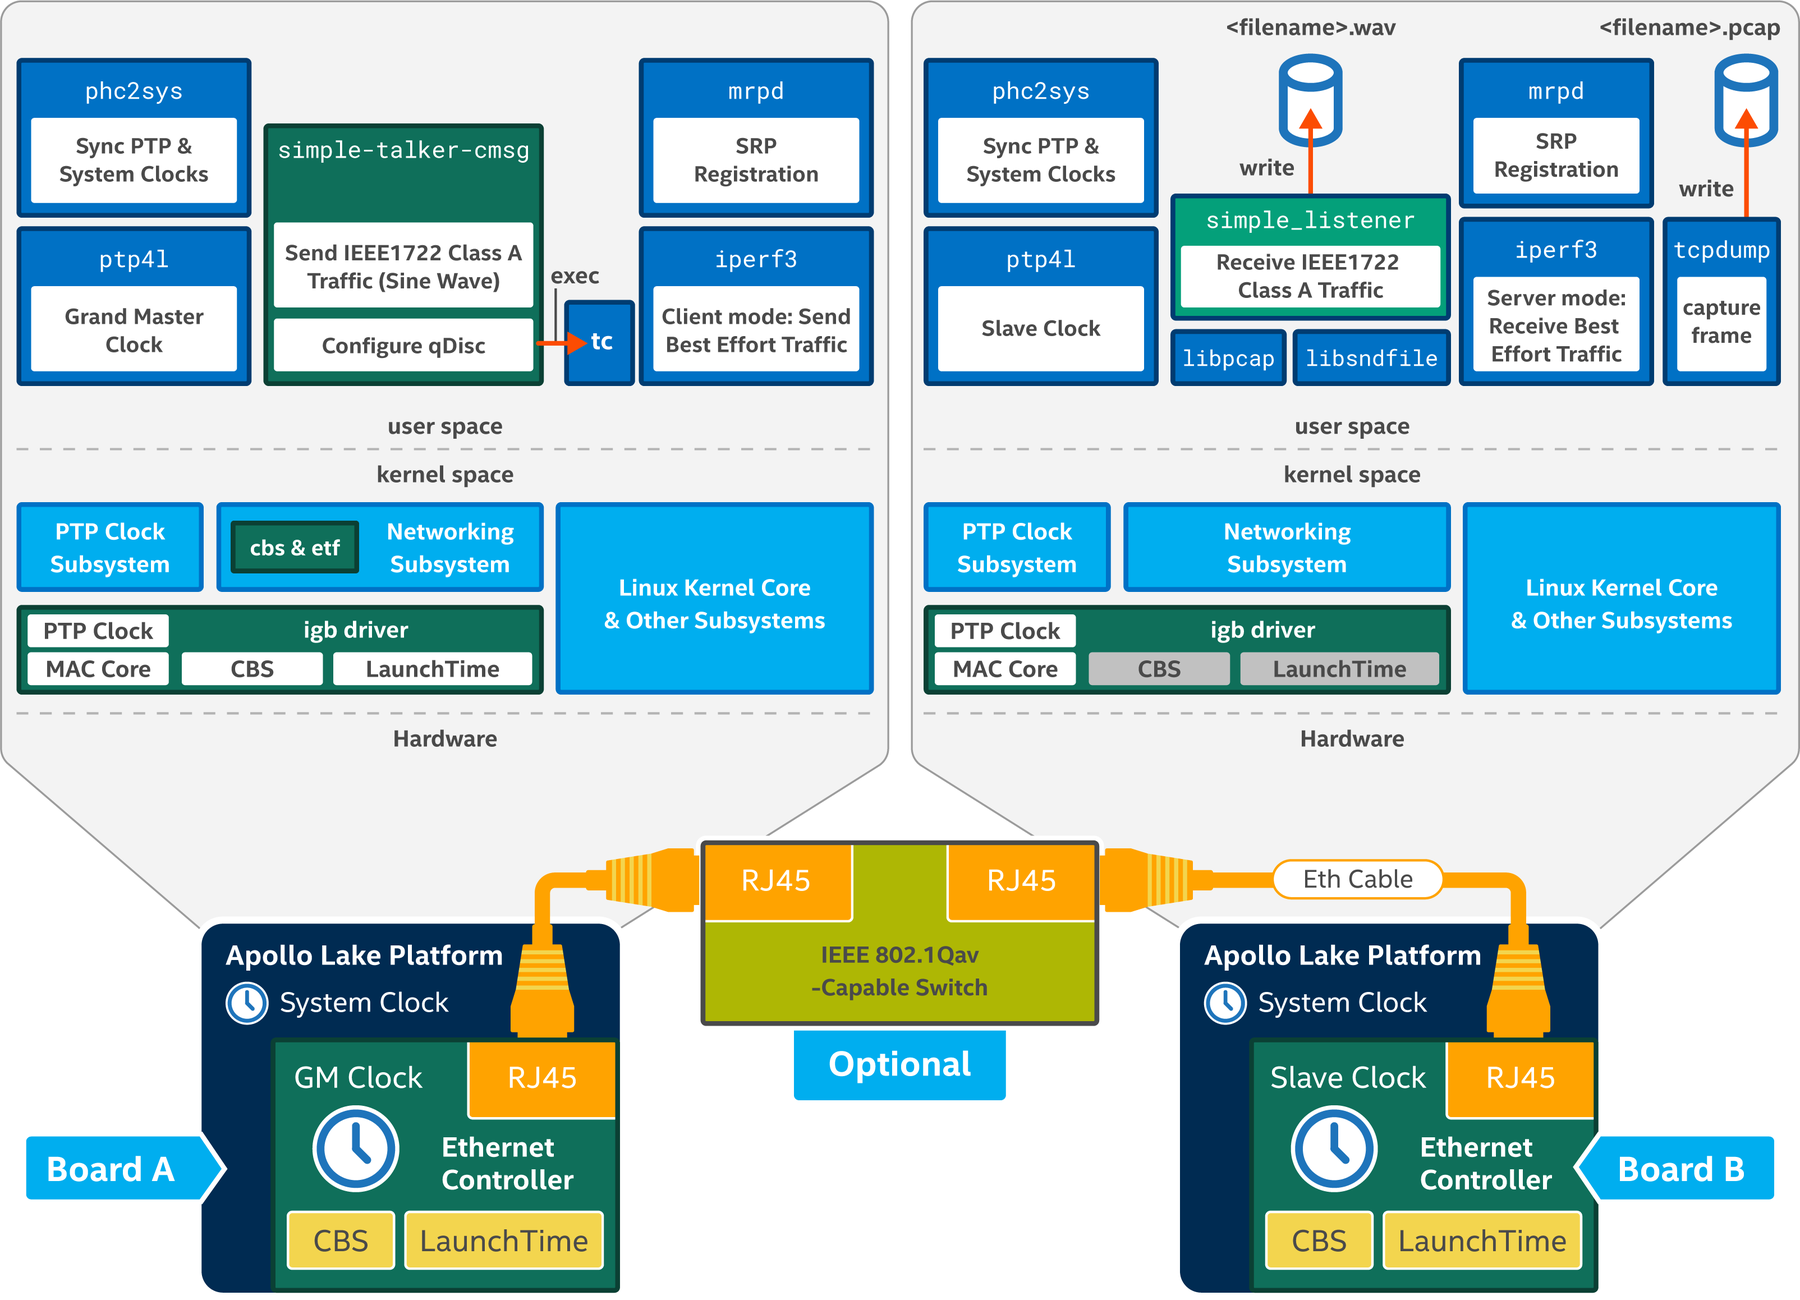 phc2sys
Sync PTP &
System Clocks
ptp4l
Grand Master
Clock
simple-talker-cmsg
Send IEEE1722 Class A
Traffic (Sine Wave)
Configure qDisc
exec
tc
mrpd
SRP
Registration
iperf3
Client mode: Send
Best Effort Traffic
user space
kernel space
PTP Clock
Subsystem
cbs & etf
Networking
Subsystem
Linux Kernel Core
& Other Subsystems
igb driver
PTP Clock
MAC Core
CBS
LaunchTime
Hardware
<filename>.wav
<filename>.pcap
phc2sys
Sync PTP &
System Clocks
ptp4l
Slave Clock
write
simple_listener
Receive IEEE1722
Class A Traffic
libpcap
libsndfile
mrpd
SRP
Registration
iperf3
Server mode:
Receive Best
Effort Traffic
write
tcpdump
capture
frame
user space
kernel space
PTP Clock
Subsystem
Networking
Subsystem
Linux Kernel Core
& Other Subsystems
igb driver
PTP Clock
MAC Core
CBS
LaunchTime
Hardware
RJ45
RJ45
IEEE 802.1Qav
-Capable Switch
Optional
Eth Cable
Apollo Lake Platform
System Clock
GM Clock
RJ45
Ethernet
Controller
CBS
LaunchTime
Board A
Apollo Lake Platform
System Clock
Slave Clock
RJ45
Ethernet
Controller
CBS
LaunchTime
Board B